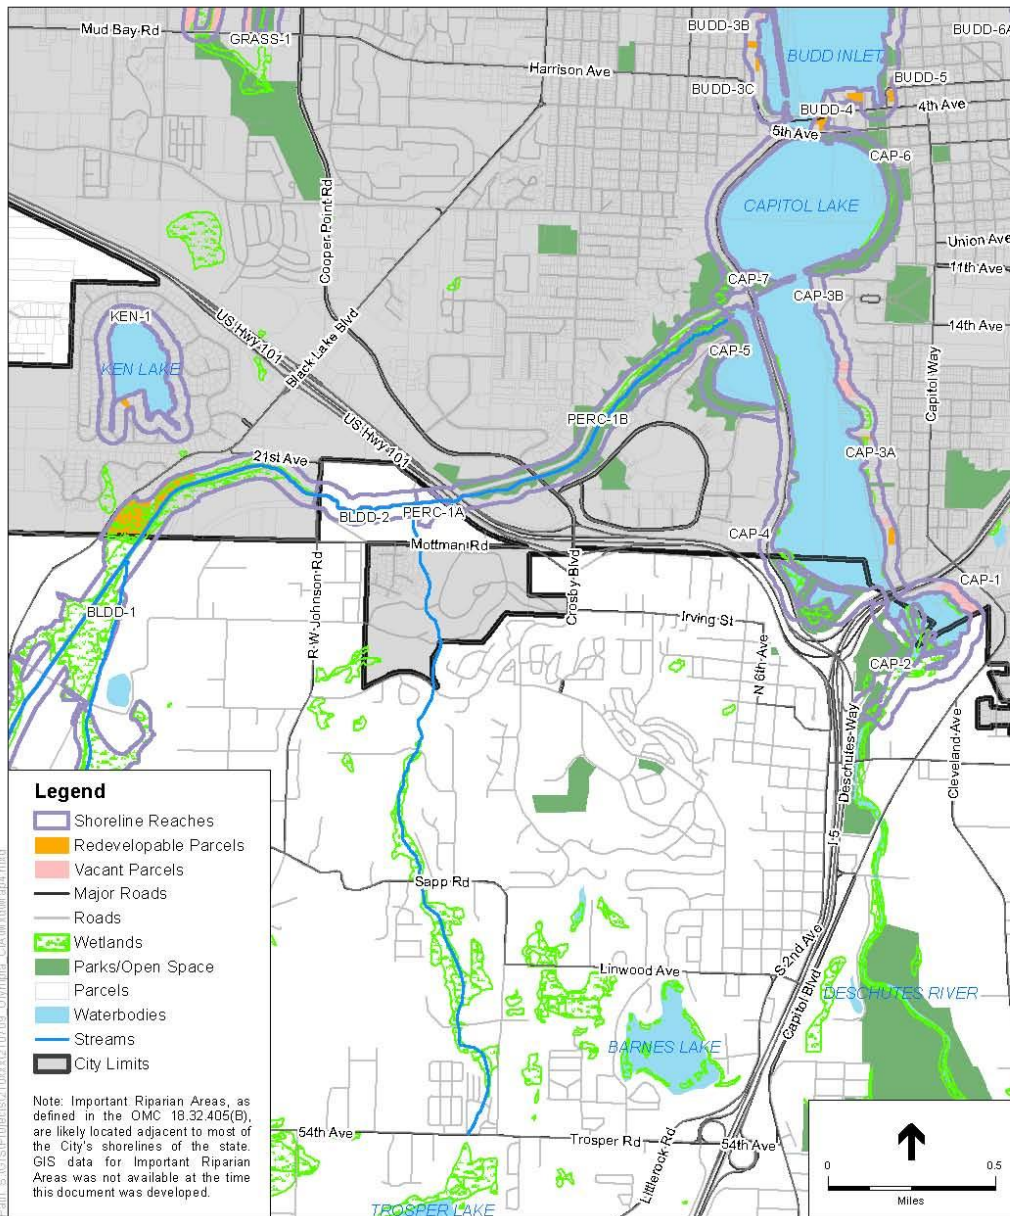 Mud Bay Rd
GRASS-1
BUDD-3B
BUDD INLET
BUDD-6A
Harrison Ave
BUDD-3C
BUDD-5
BUDD-4
4th Ave
5th Ave
CAP-6
Cooper Point Rd
CAPITOL LAKE
Union Ave
11th Ave
CAP-7
CAP-3B
KEN-1
US Hwy 101
Black Lake Blvd
14th Ave
KEN LAKE
CAP-5
Capitol Way
US Hwy 101
PERC-1B
21st Ave
CAP-3A
BLDD-2
PERC-1A
CAP-4
Mottman Rd
CAP-1
BLDD-1
R W Johnson Rd
Crosby Blvd
Irving St
N 6th Ave
CAP-2
Deschutes Way
Cleveland Ave
I-5
Sapp Rd
Linwood Ave
S 2nd Ave
Capitol Blvd
DESCHUTES RIVER
BARNES LAKE
54th Ave
Trosper Rd
54th Ave
Littlerock Rd
TROSPER LAKE
Legend
Shoreline Reaches
Redevelopable Parcels
Vacant Parcels
Major Roads
Roads
Wetlands
Parks/Open Space
Parcels
Waterbodies
Streams
City Limits
Note: Important Riparian Areas, as
defined in the OMC 18.32.405(B),
are likely located adjacent to most of
the City's shorelines of the state.
GIS data for Important Riparian
Areas was not available at the time
this document was developed.
0
0.5
Miles